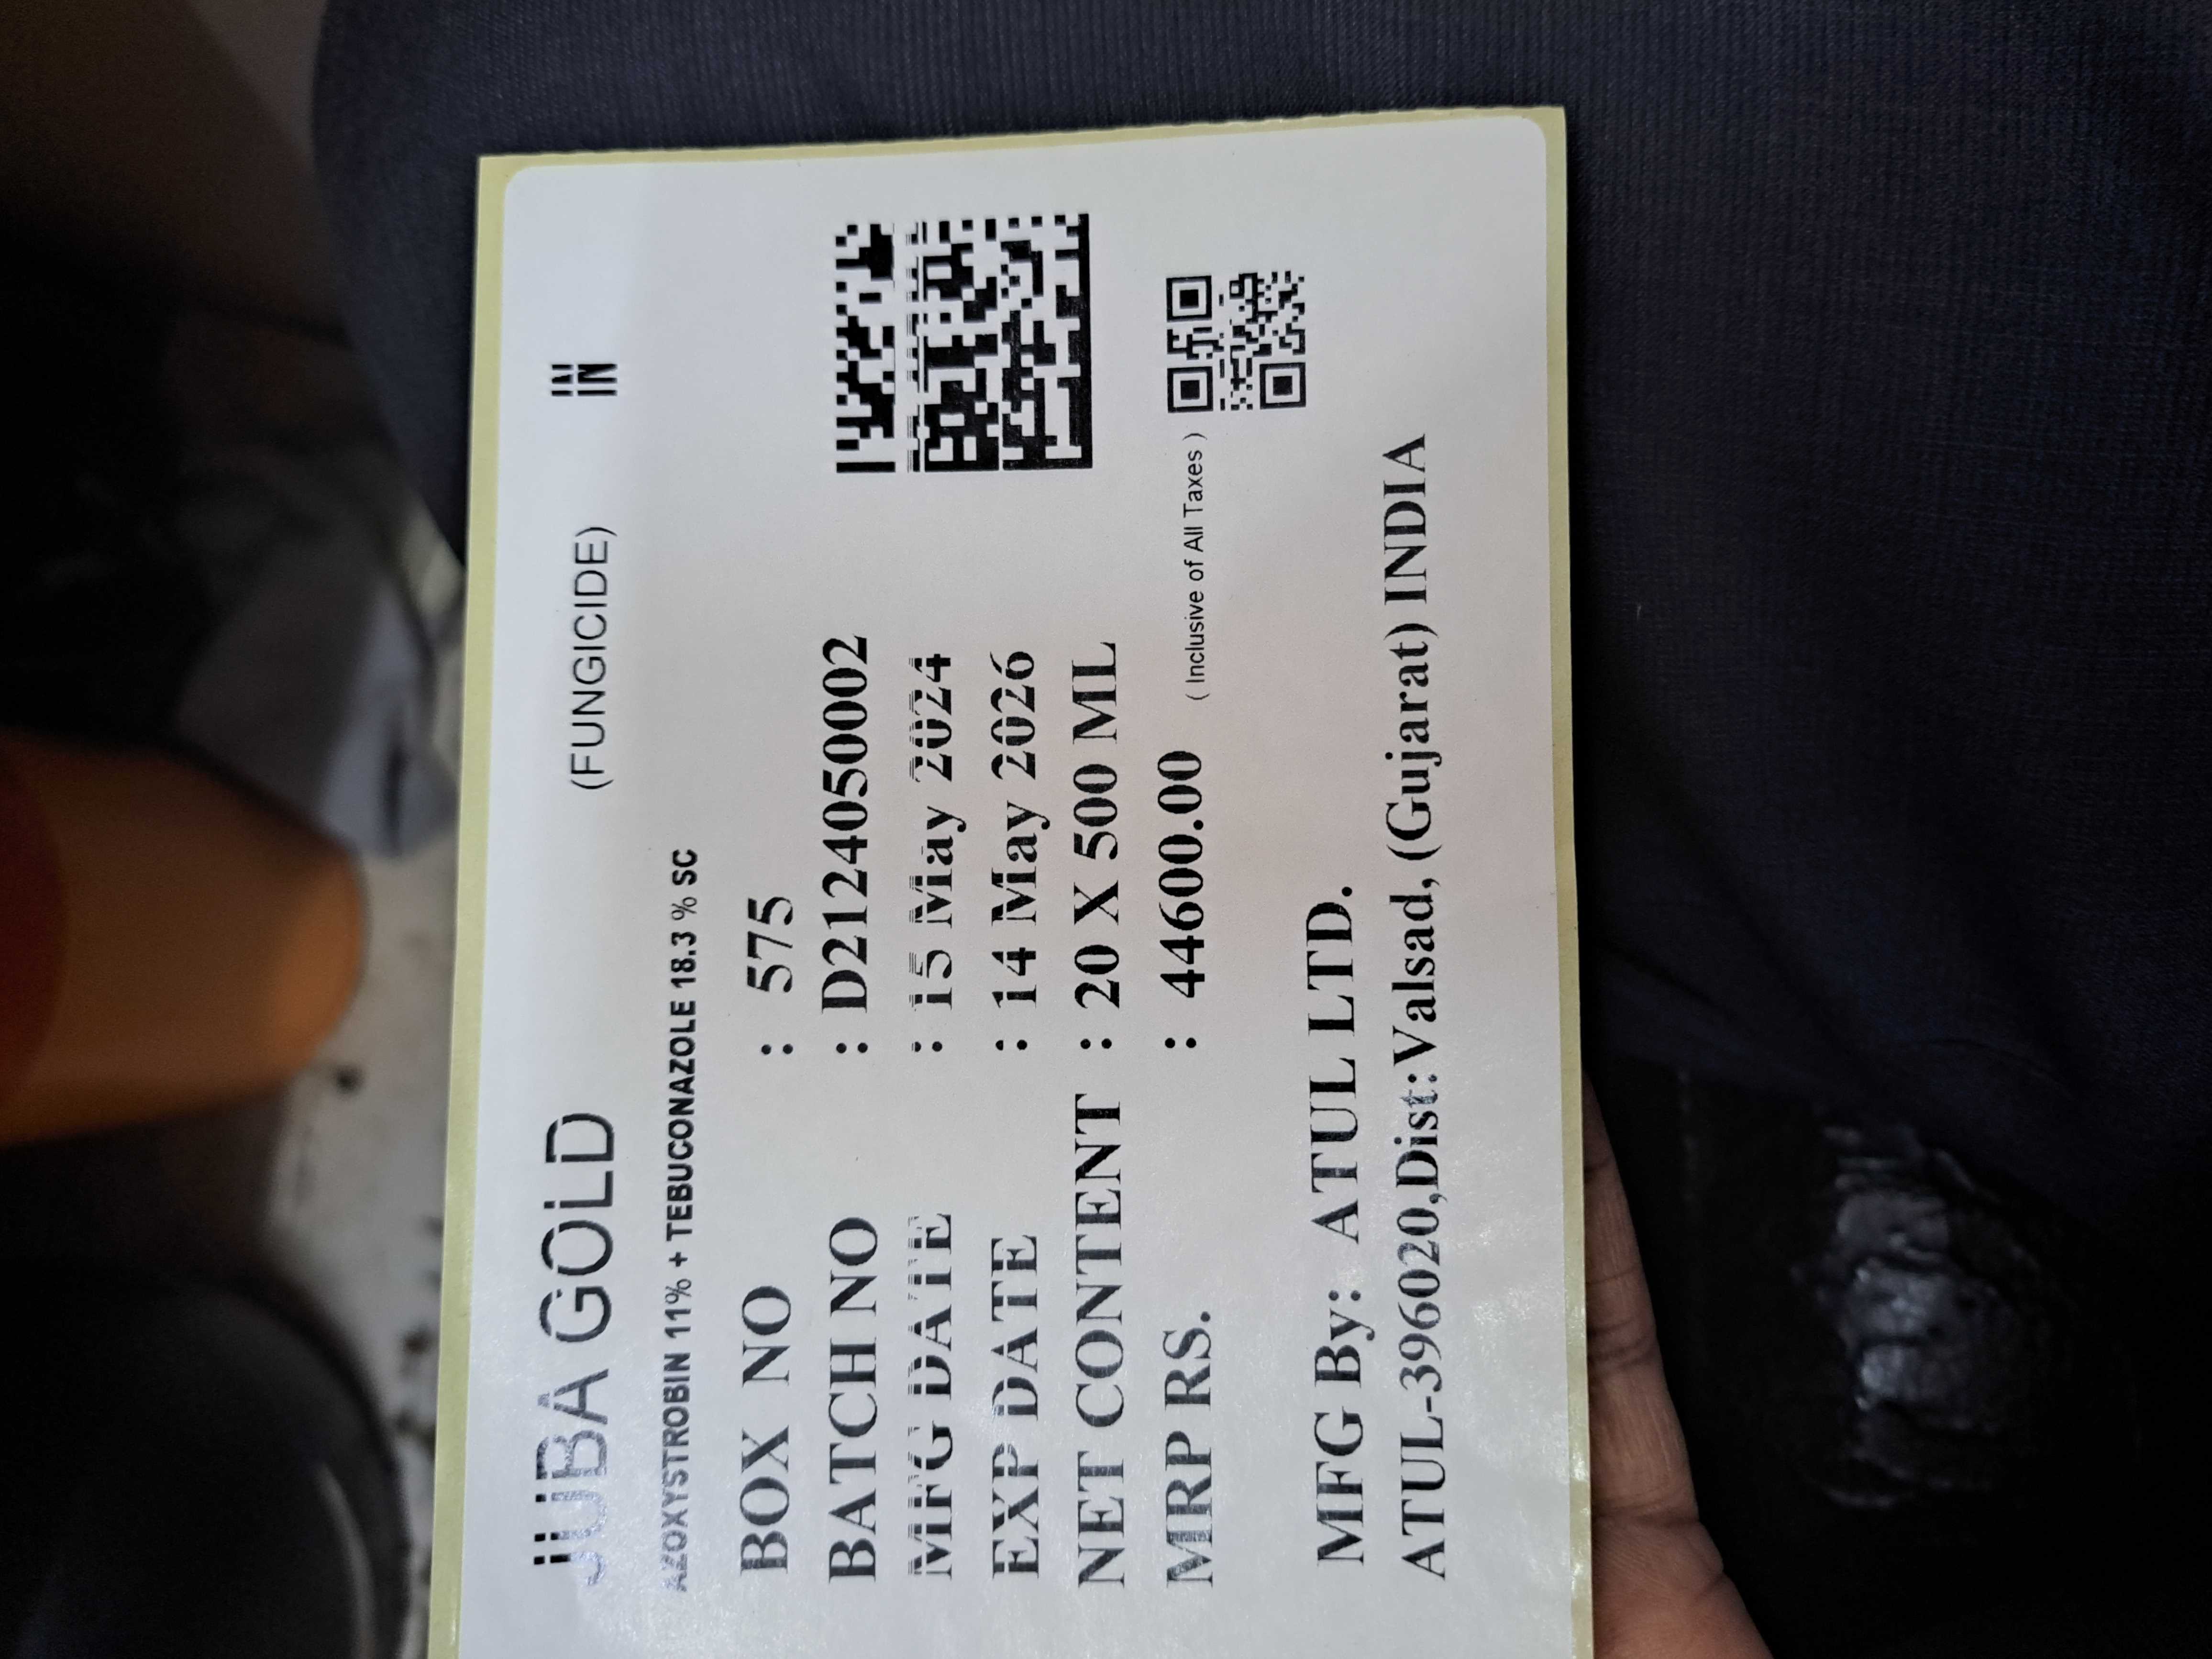 JUBA GOLD (FUNGICIDE) IN
AZOXYSTROBIN 11% + TEBUCONAZOLE 18.3 % SC
BOX NO : 575
BATCH NO : D2124050002
MFG DATE : 15 May 2024
EXP DATE : 14 May 2026
NET CONTENT : 20 X 500 ML
MRP RS. : 44600.00 ( Inclusive of All Taxes )
MFG By: ATUL LTD.
ATUL-396020,Dist:Valsad, (Gujarat) INDIA